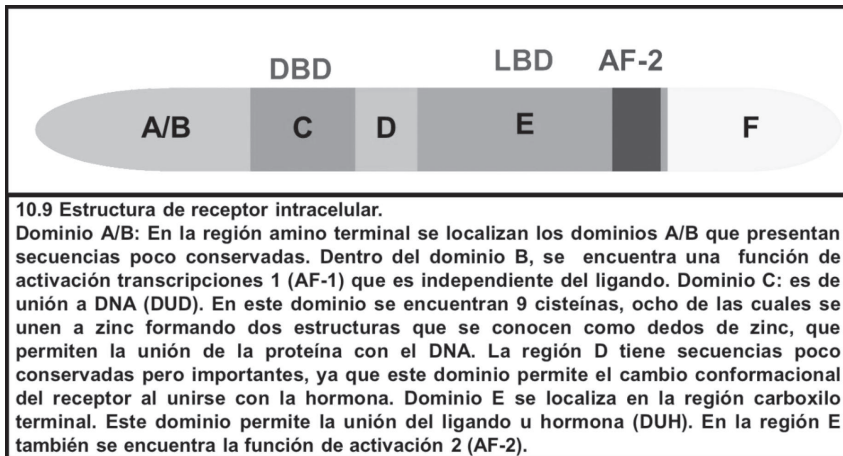 DBD LBD AF-2
A/B C D E F
10.9 Estructura de receptor intracelular.
Dominio A/B: En la región amino terminal se localizan los dominios A/B que presentan
secuencias poco conservadas. Dentro del dominio B, se encuentra una función de
activación transcripciones 1 (AF-1) que es independiente del ligando. Dominio C: es de
unión a DNA (DUD). En este dominio se encuentran 9 cisteínas, ocho de las cuales se
unen a zinc formando dos estructuras que se conocen como dedos de zinc, que
permiten la unión de la proteína con el DNA. La región D tiene secuencias poco
conservadas pero importantes, ya que este dominio permite el cambio conformacional
del receptor al unirse con la hormona. Dominio E se localiza en la región carboxilo
terminal. Este dominio permite la unión del ligando u hormona (DUH). En la región E
también se encuentra la función de activación 2 (AF-2).